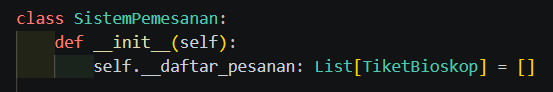 class SistemPemesanan:
    def __init__(self):
        self.__daftar_pesanan: List[TiketBioskop] = []